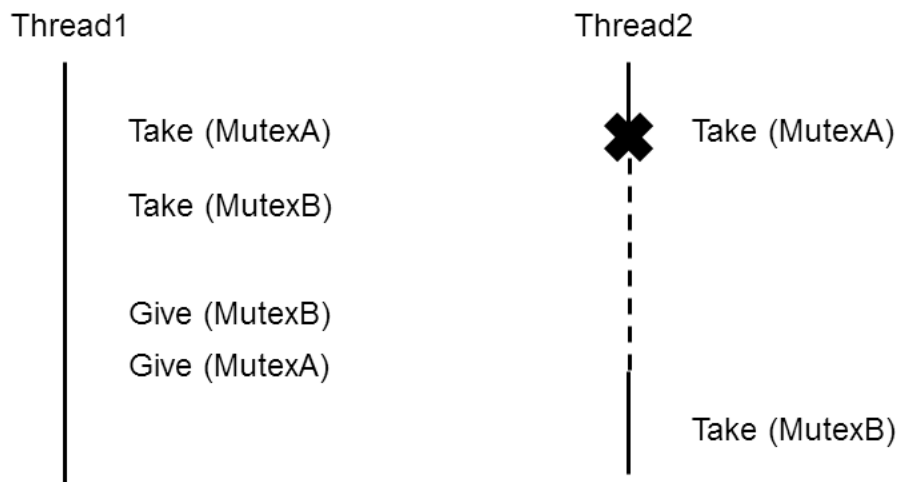 Thread1
Take (MutexA)
Take (MutexB)
Give (MutexB)
Give (MutexA)
Thread2
Take (MutexA)
Take (MutexB)